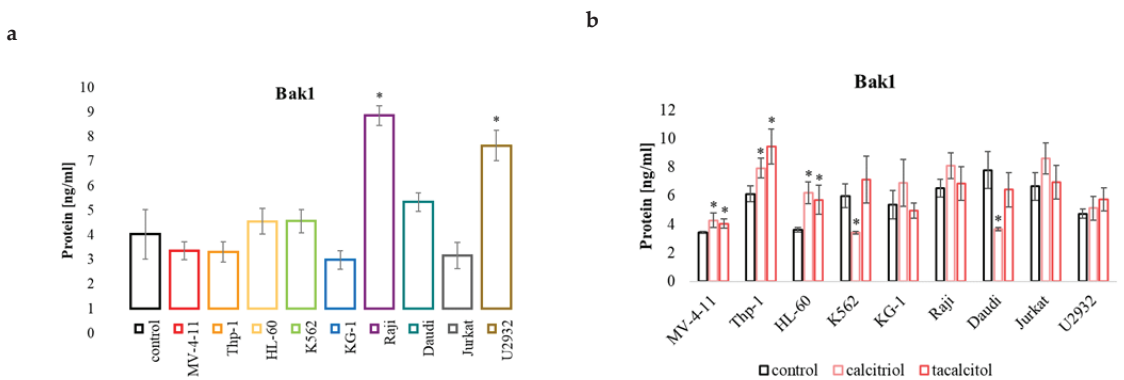 a
Bak1
Protein [ng/ml]
10
9
8
7
6
5
4
3
2
1
0
*
*
control
MV-4-11
Thp-1
HL-60
K562
KG-1
Raji
Daudi
Jurkat
U2932
b
Bak1
Protein [ng/ml]
12
10
8
6
4
2
0
* *
* *
* *
*
*
MV-4-11
Thp-1
HL-60
K562
KG-1
Raji
Daudi
Jurkat
U2932
control calcitriol tacalcitol